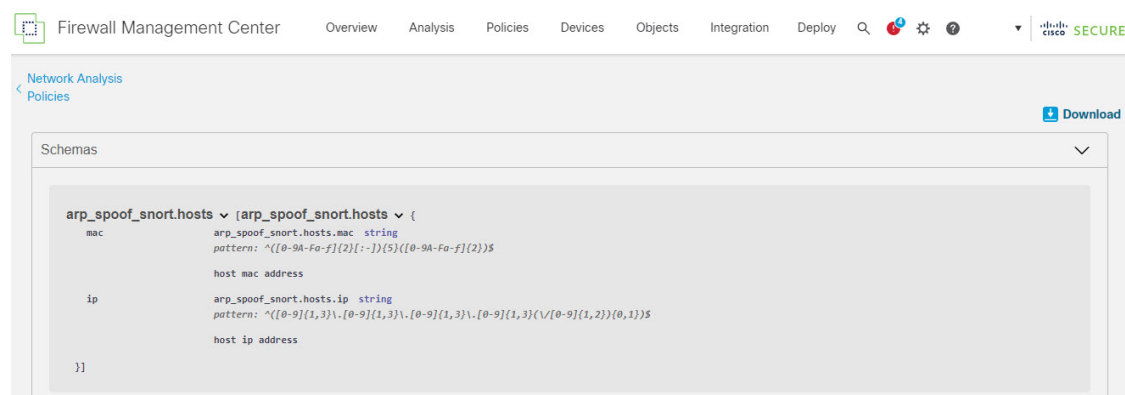 Firewall Management Center Overview Analysis Policies Devices Objects Integration Deploy 4 ? cisco SECURE
Network Analysis
Policies
Download
Schemas
arp_spoof_snort.hosts [arp_spoof_snort.hosts {
mac arp_spoof_snort.hosts.mac string
pattern: ^([0-9A-Fa-f]{2}[:-]){5}([0-9A-Fa-f]{2})$
host mac address
ip arp_spoof_snort.hosts.ip string
pattern: ^([0-9]{1,3}\.[0-9]{1,3}\.[0-9]{1,3}\.[0-9]{1,3}(\/[0-9]{1,2}){0,1})$
host ip address
}]